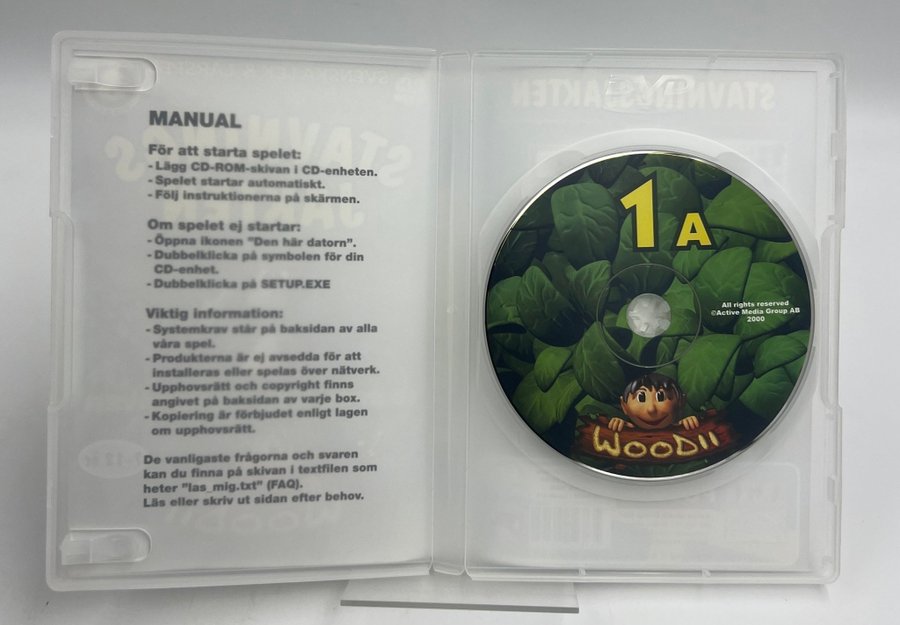 MANUAL
För att starta spelet:
- Lägg CD-ROM-skivan i CD-enheten.
- Spelet startar automatiskt.
- Följ instruktionerna på skärmen.
Om spelet ej startar:
- Öppna ikonen "Den här datorn".
- Dubbelklicka på symbolen för din
CD-enhet.
- Dubbelklicka på SETUP.EXE
Viktig information:
- Systemkrav står på baksidan av alla
våra spel.
- Produkterna är ej avsedda för att
installeras eller spelas över nätverk.
- Upphovsrätt och copyright finns
angivet på baksidan av varje box.
- Kopiering är förbjudet enligt lagen
om upphovsrätt.
De vanligaste frågorna och svaren
kan du finna på skivan i textfilen som
heter "las_mig.txt" (FAQ).
Läs eller skriv ut sidan efter behov.
STAVNINGSJAKTEN
1 A
All rights reserved
©Active Media Group AB
2000
WOODII